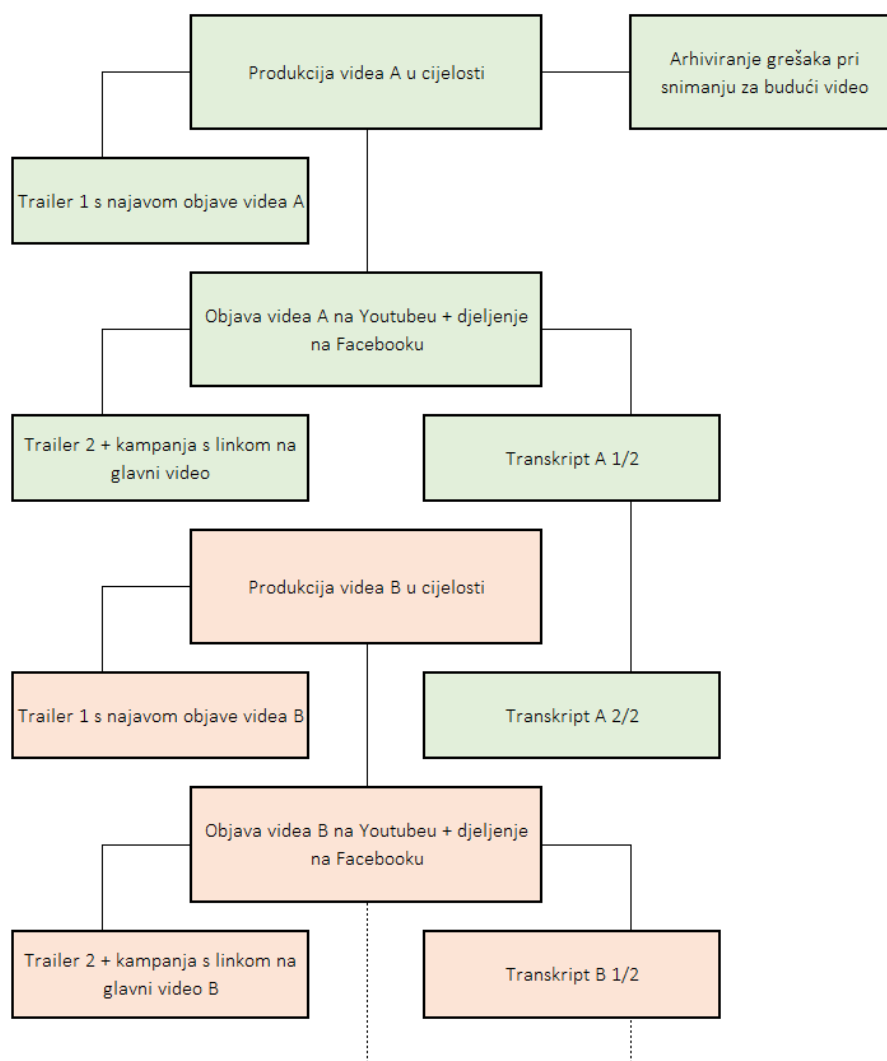 Produkcija videa A u cijelosti
Arhiviranje grešaka pri
snimanju za budući video
Trailer 1 s najavom objave videa A
Objava videa A na Youtubeu + djeljenje
na Facebooku
Trailer 2 + kampanja s linkom na
glavni video
Transkript A 1/2
Produkcija videa B u cijelosti
Trailer 1 s najavom objave videa B
Transkript A 2/2
Objava videa B na Youtubeu + djeljenje
na Facebooku
Trailer 2 + kampanja s linkom na
glavni video B
Transkript B 1/2